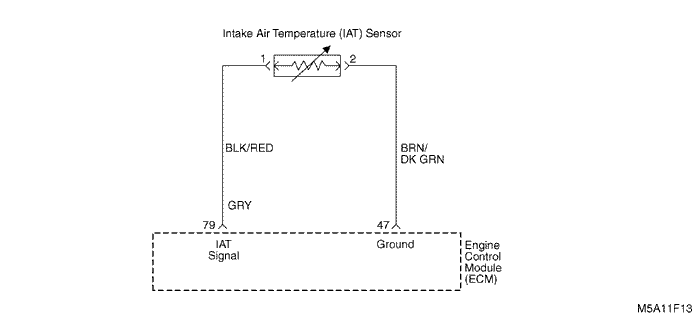 Intake Air Temperature (IAT) Sensor
1 2
BLK/RED
BRN/
DK GRN
GRY
79 47
IAT
Signal
Ground
Engine
Control
Module
(ECM)
M5A11F13